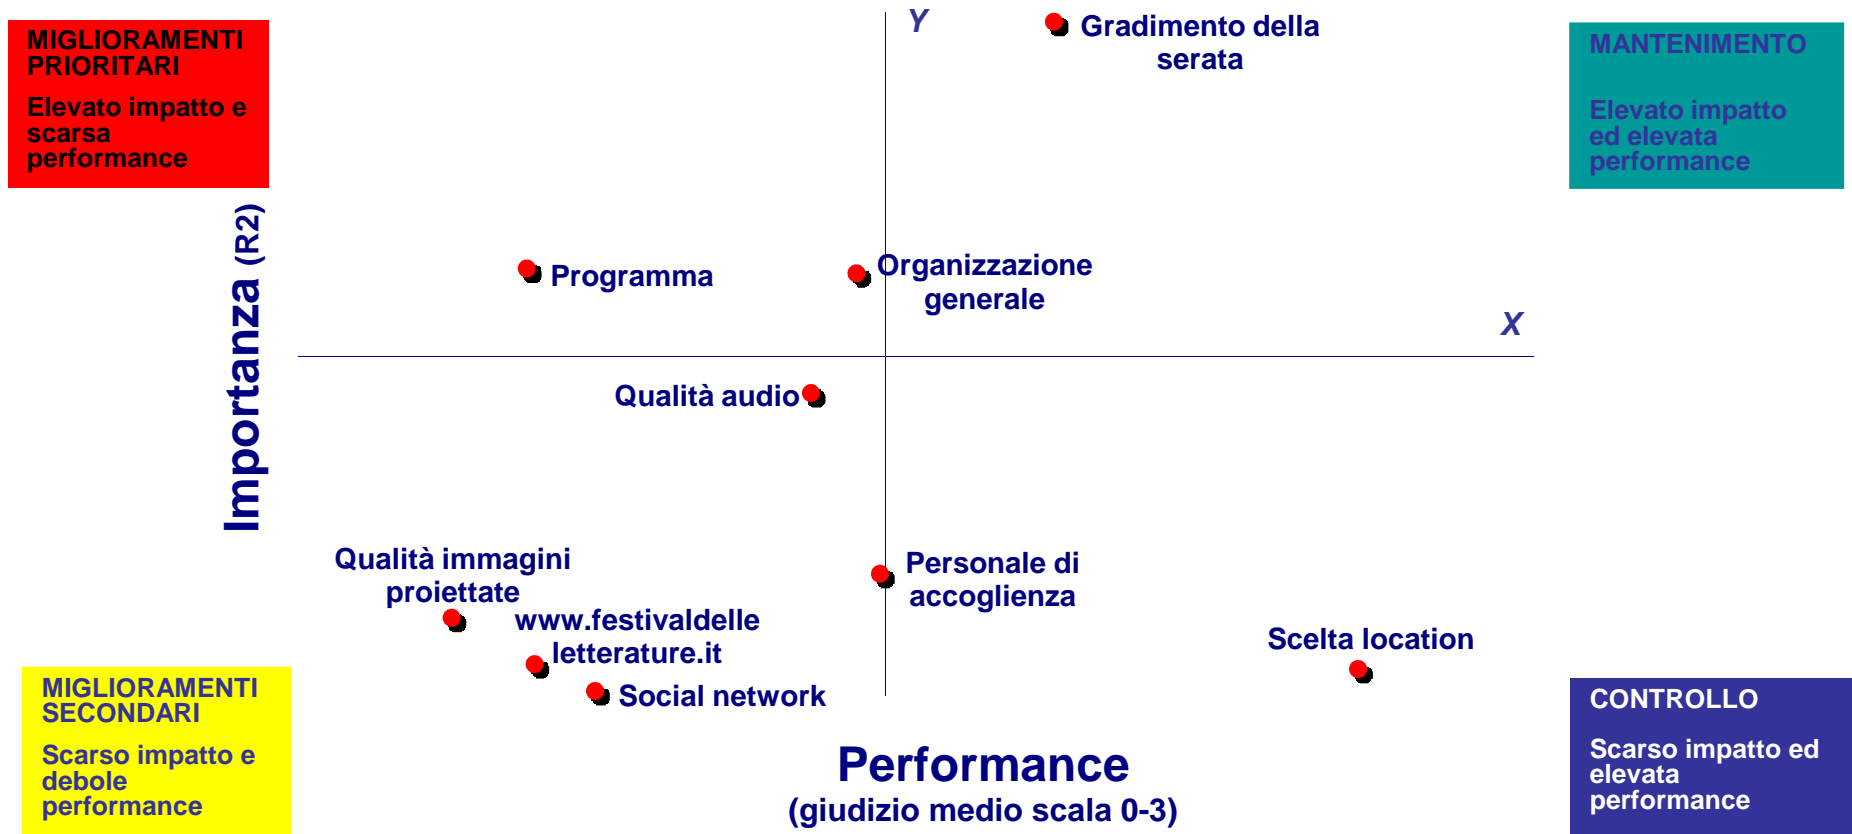 MIGLIORAMENTI
PRIORITARI
Elevato impatto e
scarsa
performance
Y
Gradimento della
serata
MANTENIMENTO
Elevato impatto
ed elevata
performance
Importanza (R2)
Programma
Organizzazione
generale
X
Qualità audio
Qualità immagini
proiettate
www.festivaldelle
letterature.it
Social network
Personale di
accoglienza
Scelta location
MIGLIORAMENTI
SECONDARI
Scarso impatto e
debole
performance
Performance
(giudizio medio scala 0-3)
CONTROLLO
Scarso impatto ed
elevata
performance